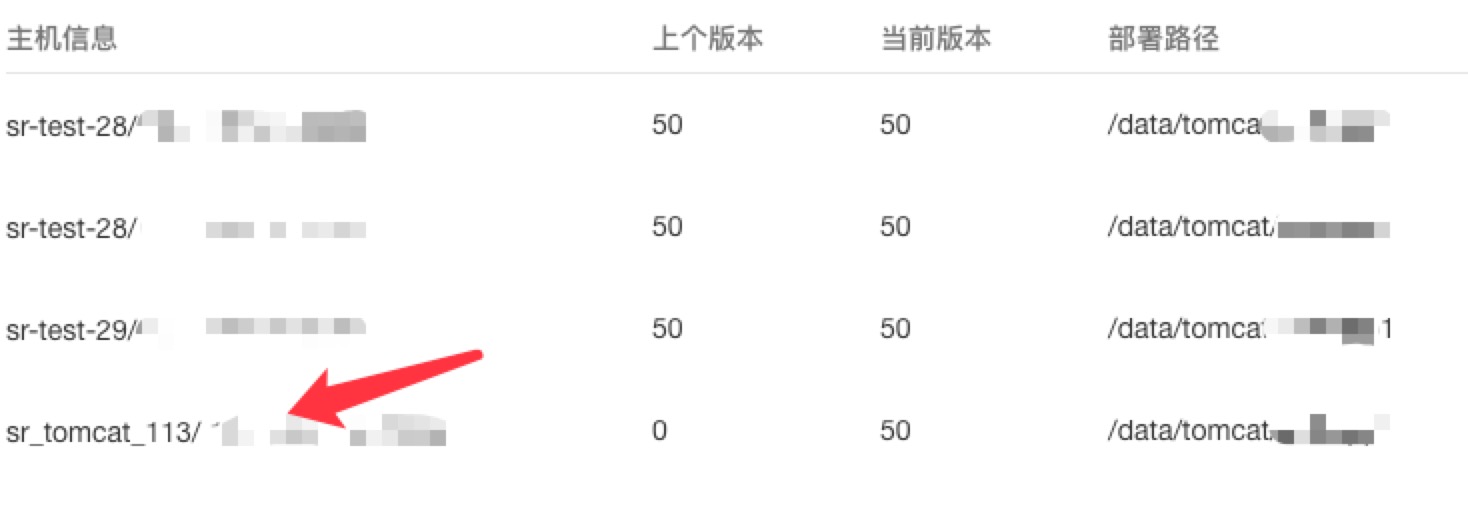 主机信息 上个版本 当前版本 部署路径
sr-test-28/ 50 50 /data/tomca
sr-test-28/ 50 50 /data/tomcat/
sr-test-29/ 50 50 /data/tomca 1
sr_tomcat_113/ 0 50 /data/tomcat